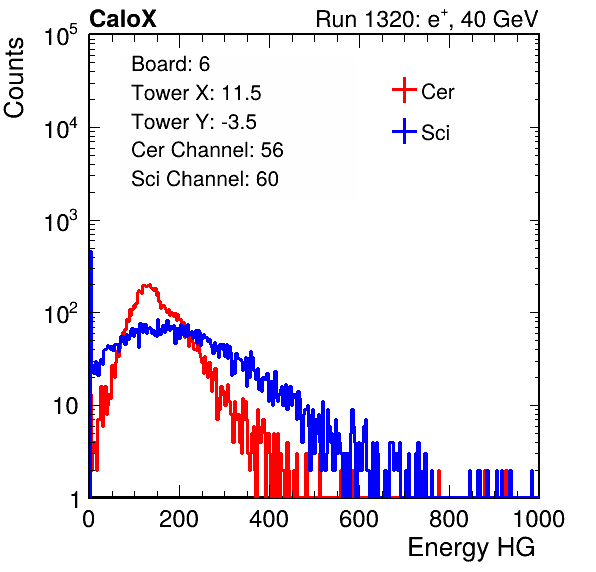 CaloX Run 1320: e⁺, 40 GeV
Counts
Board: 6
Tower X: 11.5
Tower Y: -3.5
Cer Channel: 56
Sci Channel: 60
Cer
Sci
10⁵
10⁴
10³
10²
10
1
0 200 400 600 800 1000
Energy HG